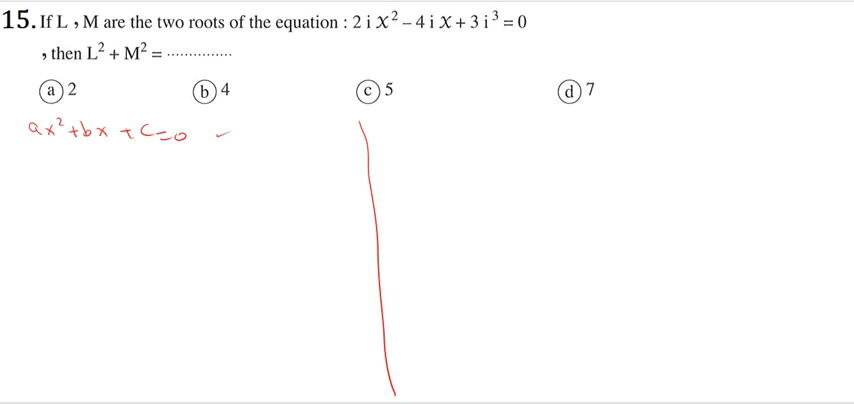 15. If L , M are the two roots of the equation : 2 i X² – 4 i X + 3 i³ = 0
, then L² + M² = ...............
(a) 2 (b) 4 (c) 5 (d) 7
ax² + bx + c = 0